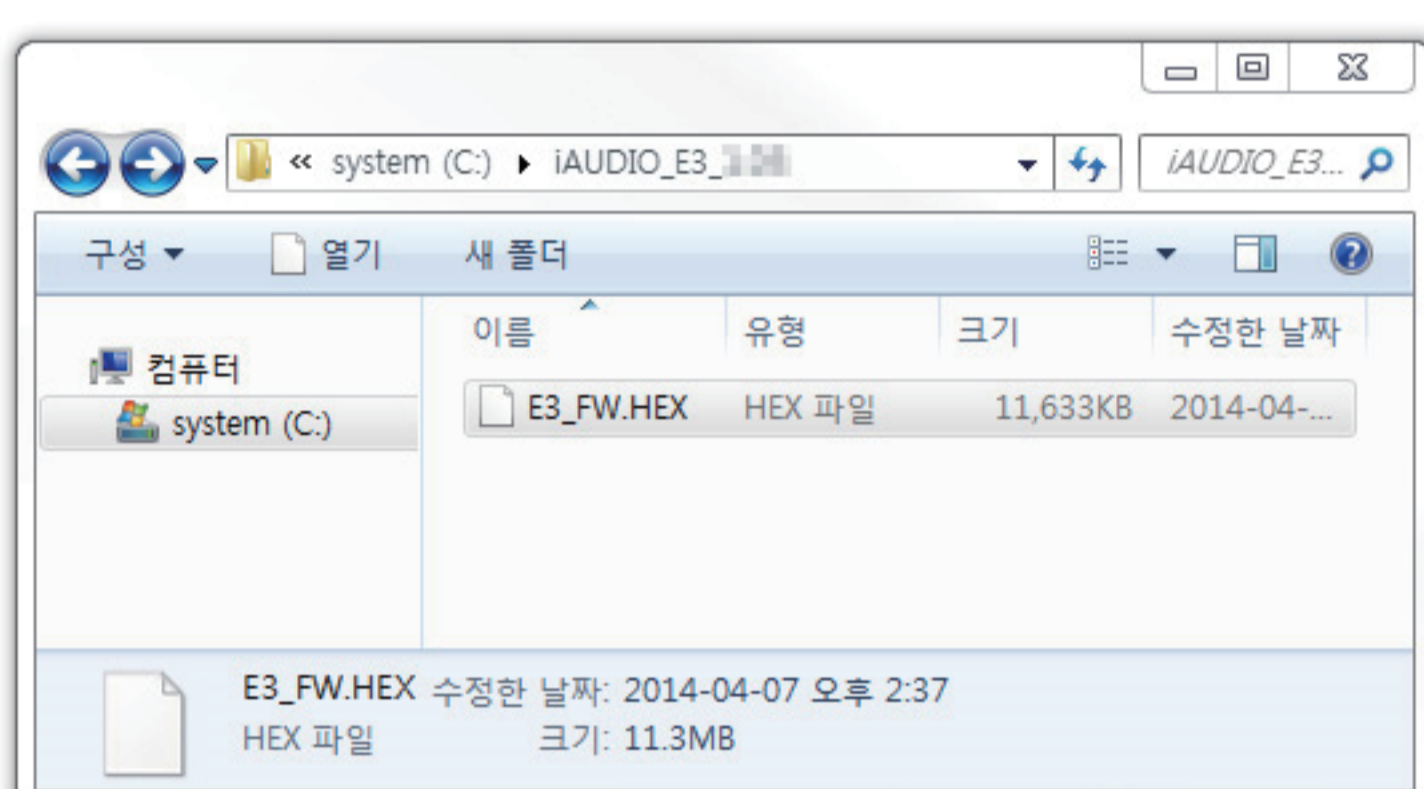 « system (C:) ▸ iAUDIO_E3_
iAUDIO_E3...
구성 열기 새 폴더
이름 유형 크기 수정한 날짜
컴퓨터
system (C:)
E3_FW.HEX HEX 파일 11,633KB 2014-04-...
E3_FW.HEX 수정한 날짜: 2014-04-07 오후 2:37
HEX 파일 크기: 11.3MB